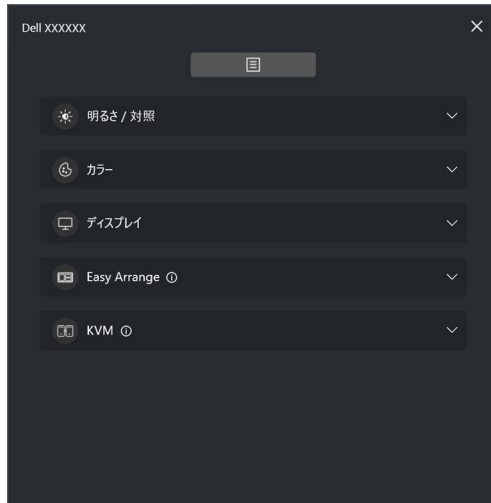 Dell XXXXXX
明るさ / 対照
カラー
ディスプレイ
Easy Arrange
KVM